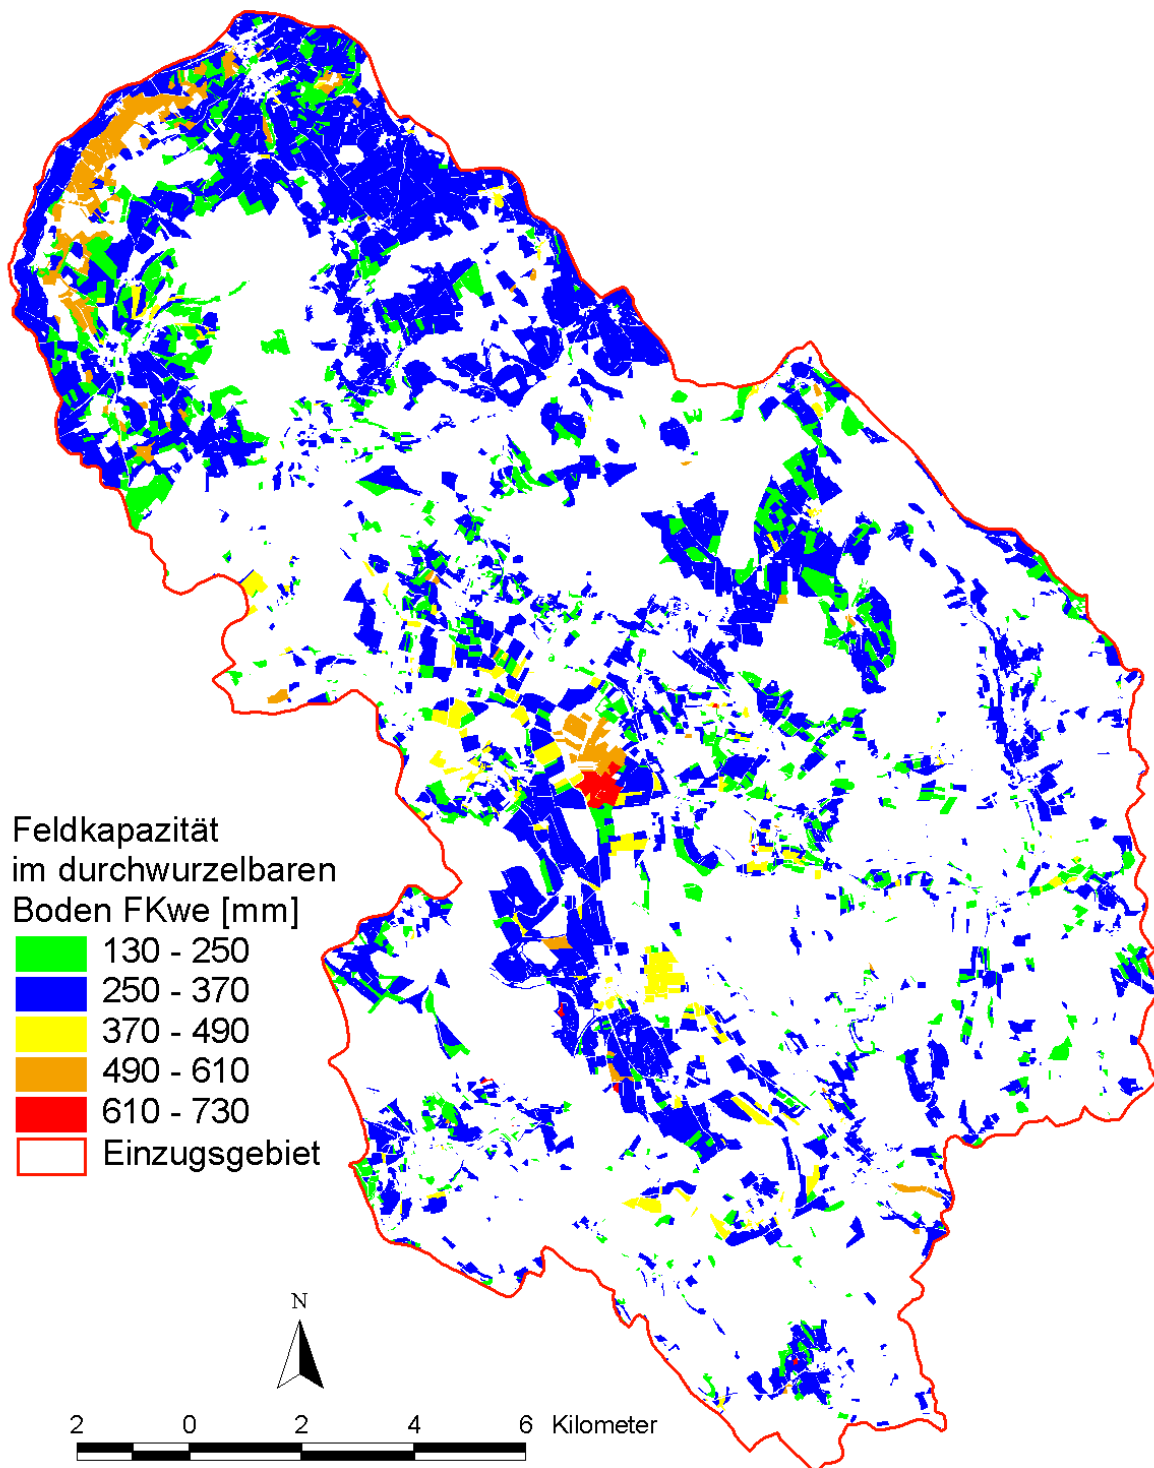 Feldkapazität
im durchwurzelbaren
Boden FKwe [mm]
130 - 250
250 - 370
370 - 490
490 - 610
610 - 730
Einzugsgebiet
N
2 0 2 4 6 Kilometer